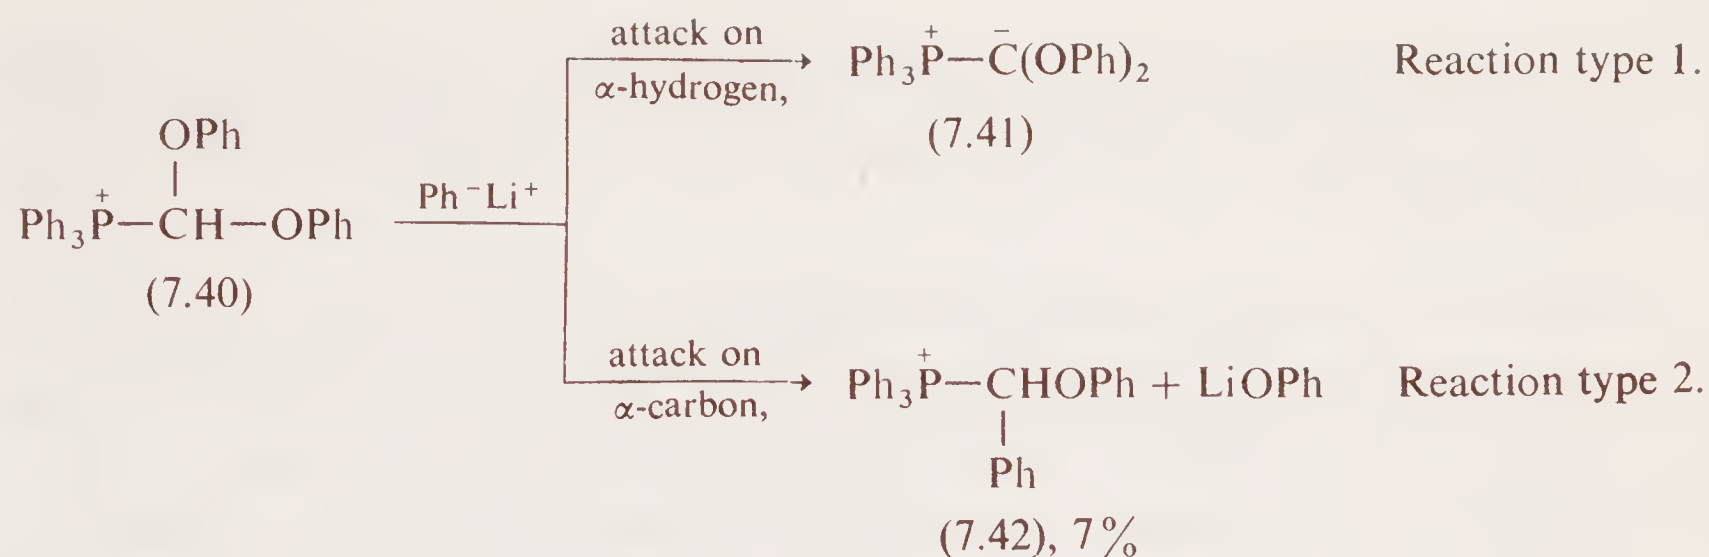 attack on
α-hydrogen,
Ph₃P⁺—C⁻(OPh)₂
Reaction type 1.
(7.41)
OPh
|
Ph₃P⁺—CH—OPh
(7.40)
Ph⁻Li⁺
attack on
α-carbon,
Ph₃P⁺—CHOPh + LiOPh
Reaction type 2.
|
Ph
(7.42), 7%